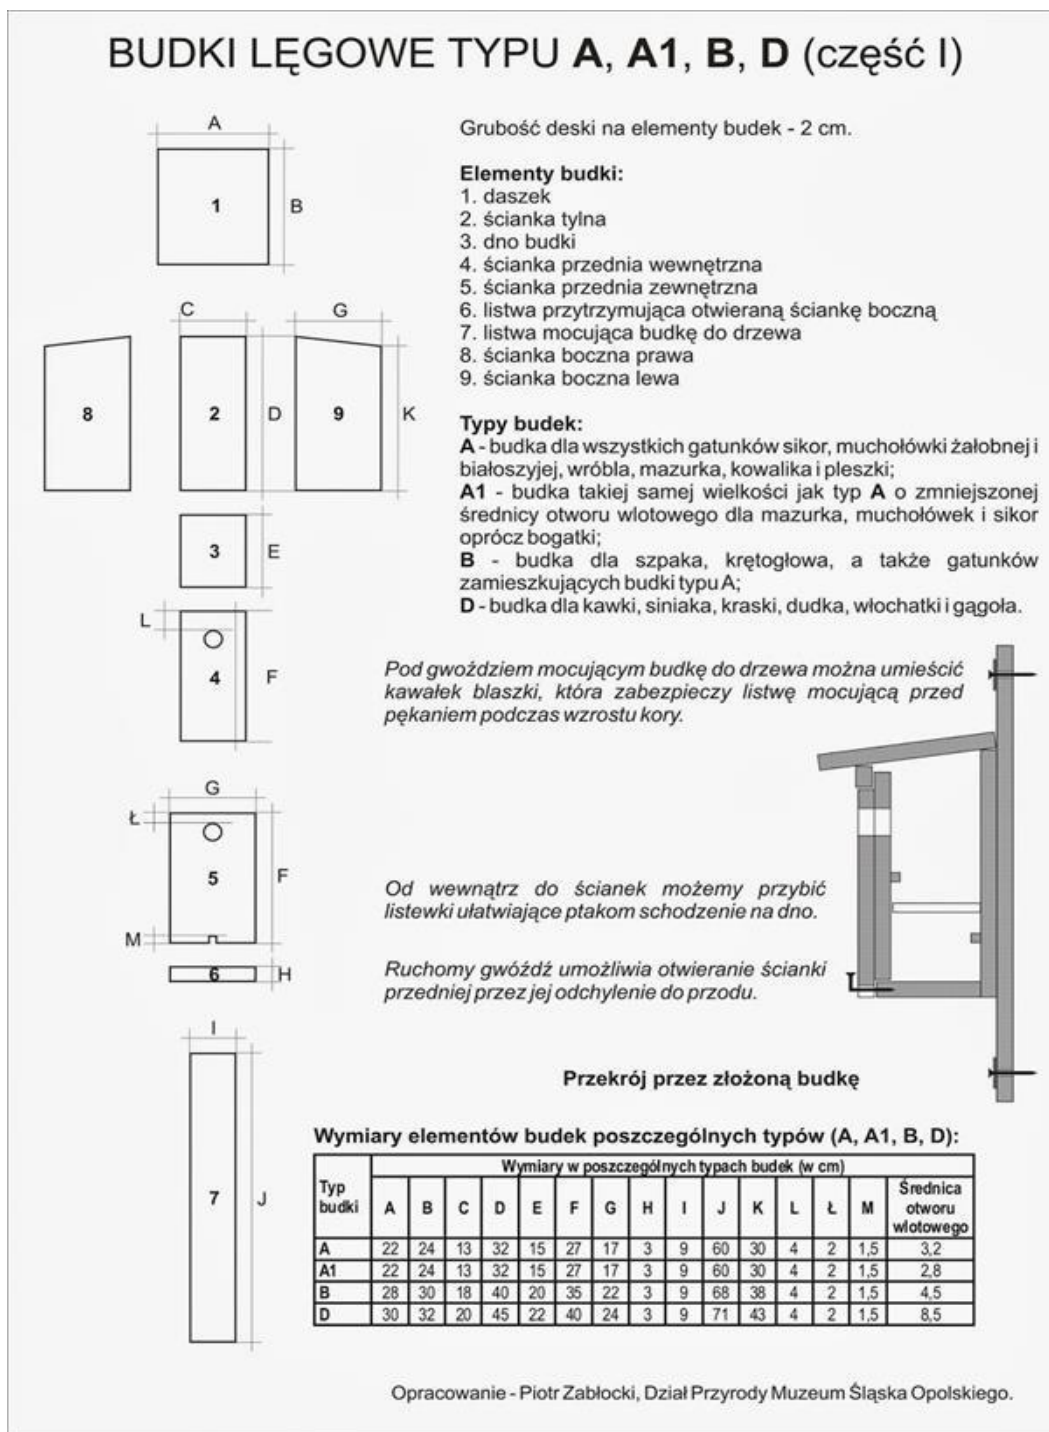 BUDKI LĘGOWE TYPU A, A1, B, D (część I)
A
1
B
Grubość deski na elementy budek - 2 cm.
Elementy budki:
1. daszek
2. ścianka tylna
3. dno budki
4. ścianka przednia wewnętrzna
5. ścianka przednia zewnętrzna
6. listwa przytrzymująca otwieraną ściankę boczną
7. listwa mocująca budkę do drzewa
8. ścianka boczna prawa
9. ścianka boczna lewa
C
G
8
2
D
9
K
Typy budek:
A - budka dla wszystkich gatunków sikor, muchołówki żałobnej i
białoszyjej, wróbla, mazurka, kowalika i pleszki;
A1 - budka takiej samej wielkości jak typ A o zmniejszonej
średnicy otworu wlotowego dla mazurka, muchołówek i sikor
oprócz bogatki;
B - budka dla szpaka, krętogłowa, a także gatunków
zamieszkujących budki typu A;
D - budka dla kawki, siniaka, kraski, dudka, włochatki i gągoła.
3
E
L
4
F
Pod gwoździem mocującym budkę do drzewa można umieścić
kawałek blaszki, która zabezpieczy listwę mocującą przed
pękaniem podczas wzrostu kory.
G
Ł
5
F
M
6
H
Od wewnątrz do ścianek możemy przybić
listewki ułatwiające ptakom schodzenie na dno.
Ruchomy gwóźdź umożliwia otwieranie ścianki
przedniej przez jej odchylenie do przodu.
I
7
J
Przekrój przez złożoną budkę
Wymiary elementów budek poszczególnych typów (A, A1, B, D):
Typ budki Wymiary w poszczególnych typach budek (w cm)
A B C D E F G H I J K L Ł M Średnica otworu wlotowego
A 22 24 13 32 15 27 17 3 9 60 30 4 2 1,5 3,2
A1 22 24 13 32 15 27 17 3 9 60 30 4 2 1,5 2,8
B 28 30 18 40 20 35 22 3 9 68 38 4 2 1,5 4,5
D 30 32 20 45 22 40 24 3 9 71 43 4 2 1,5 8,5
Opracowanie - Piotr Zabłocki, Dział Przyrody Muzeum Śląska Opolskiego.